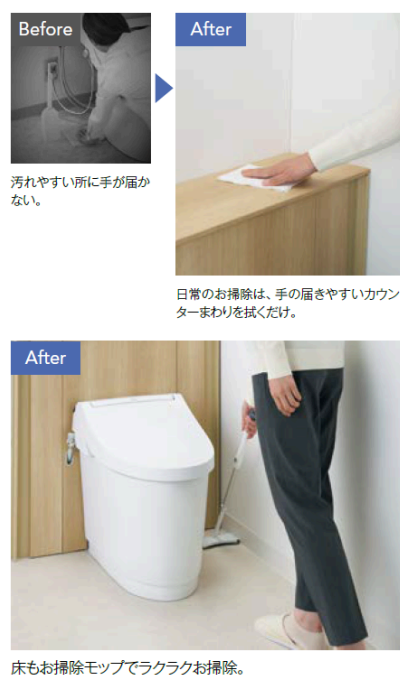 Before
After
汚れやすい所に手が届か
ない。
日常のお掃除は、手の届きやすいカウン
ターまわりを拭くだけ。
After
床もお掃除モップでラクラクお掃除。